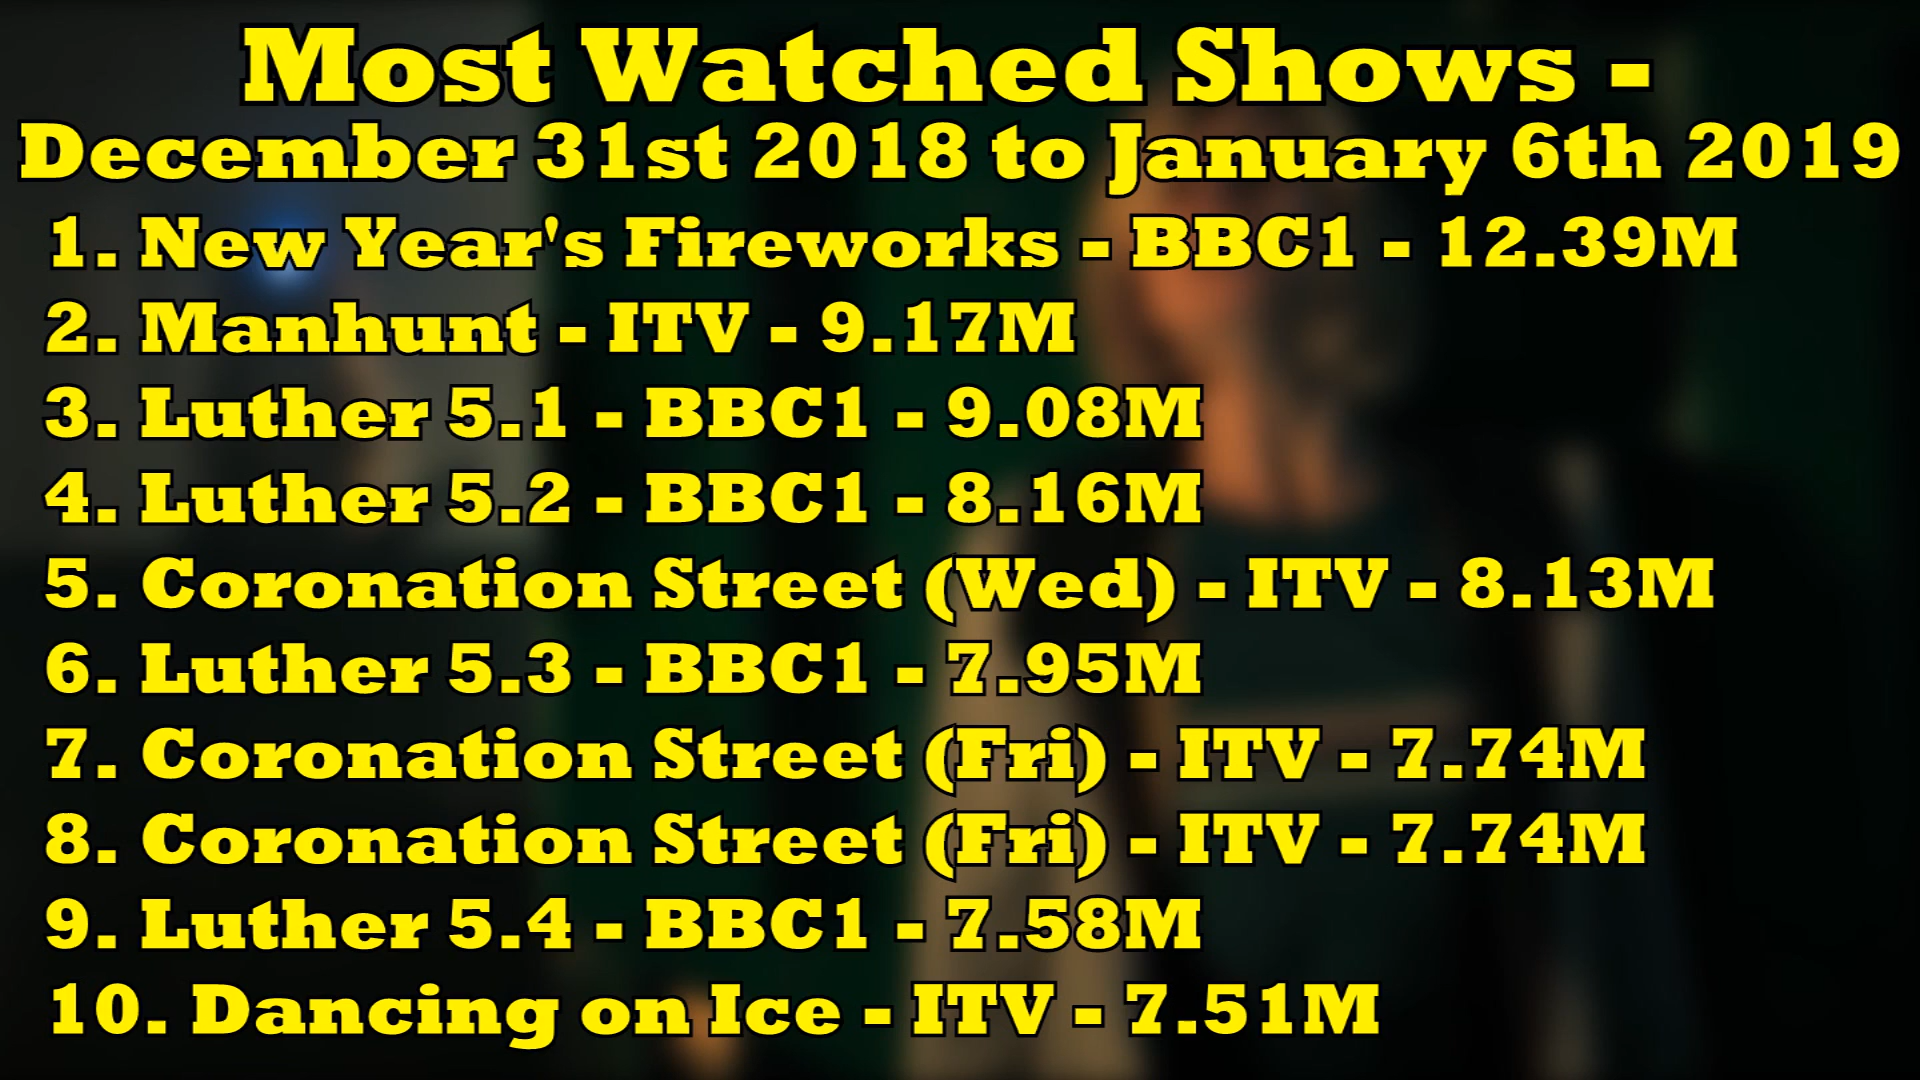 Most Watched Shows -
December 31st 2018 to January 6th 2019
1. New Year's Fireworks - BBC1 - 12.39M
2. Manhunt - ITV - 9.17M
3. Luther 5.1 - BBC1 - 9.08M
4. Luther 5.2 - BBC1 - 8.16M
5. Coronation Street (Wed) - ITV - 8.13M
6. Luther 5.3 - BBC1 - 7.95M
7. Coronation Street (Fri) - ITV - 7.74M
8. Coronation Street (Fri) - ITV - 7.74M
9. Luther 5.4 - BBC1 - 7.58M
10. Dancing on Ice - ITV - 7.51M